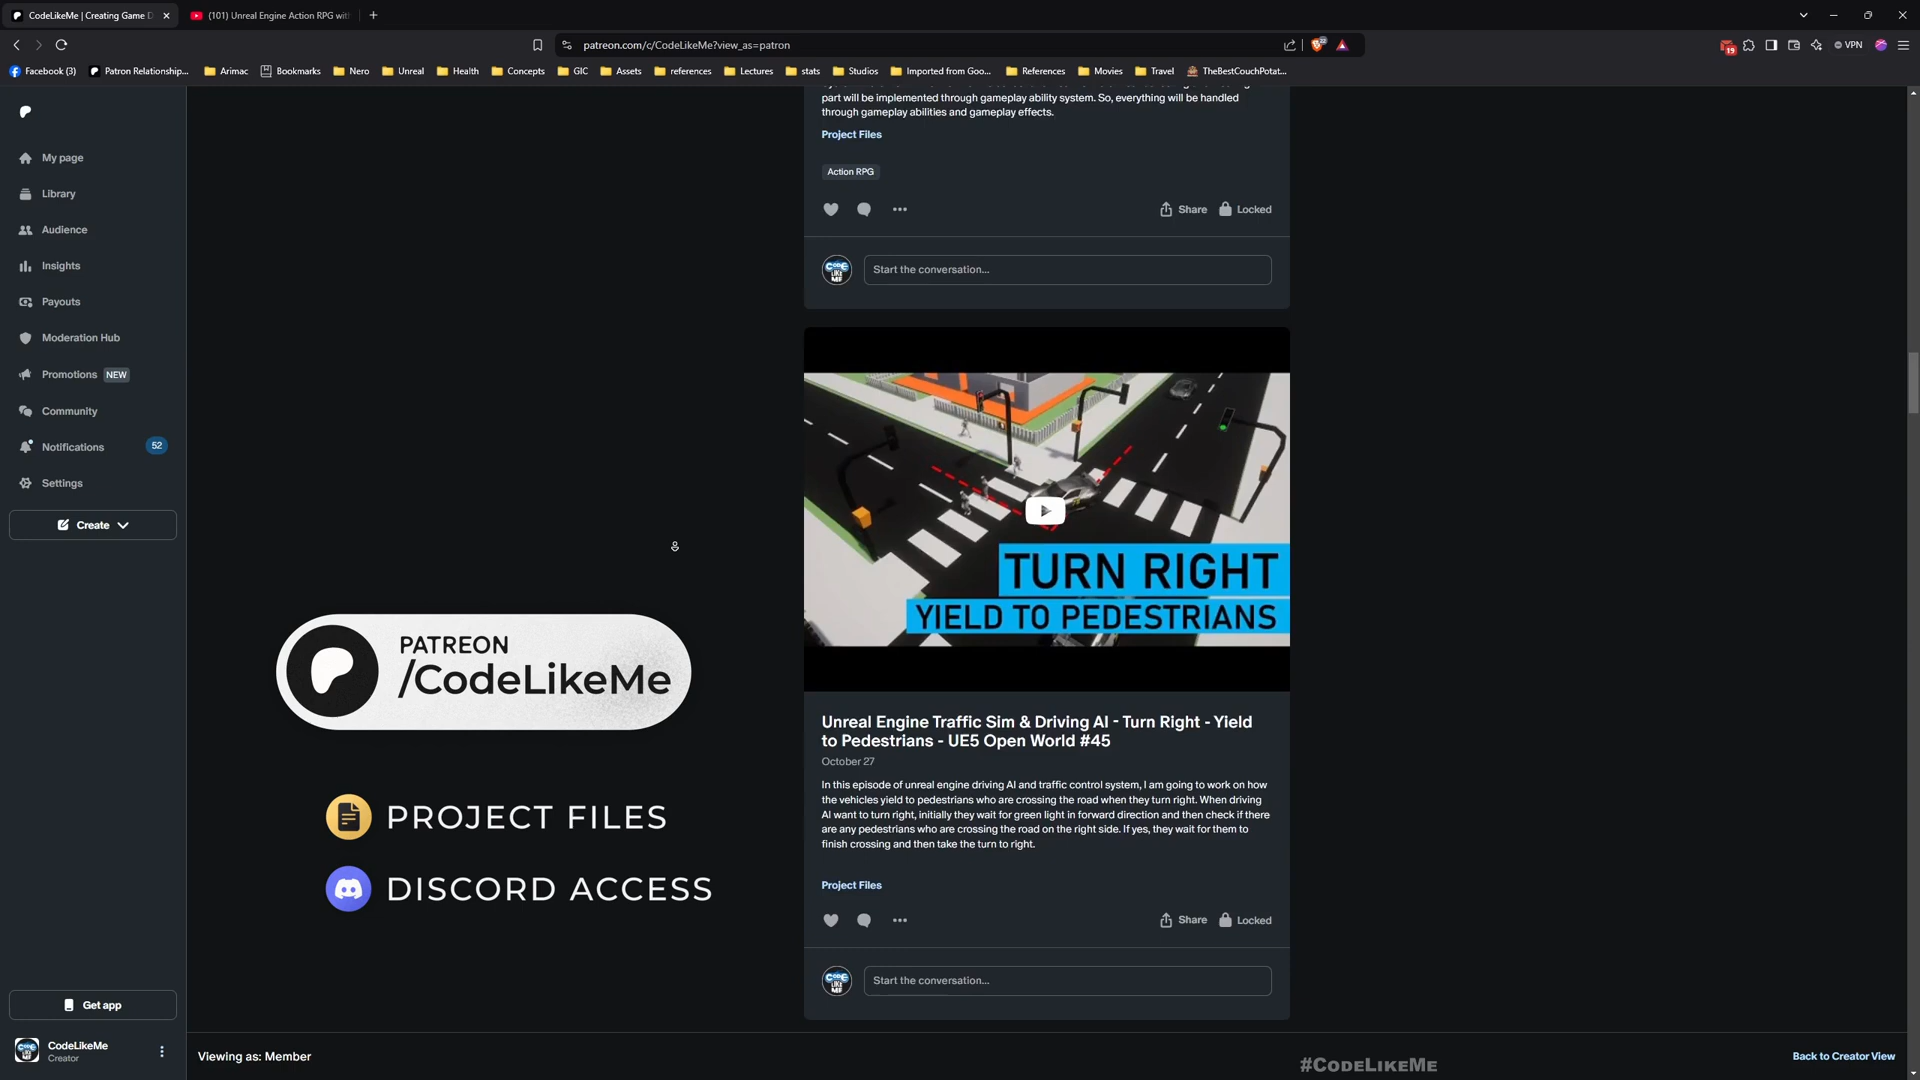 CodeLikeMe | Creating Game D
(101) Unreal Engine Action RPG with
patreon.com/c/CodeLikeMe?view_as=patron
22
19
VPN
Facebook (3)
Patron Relationship...
Arimac
Bookmarks
Nero
Unreal
Health
Concepts
GIC
Assets
references
Lectures
stats
Studios
Imported from Goo...
References
Movies
Travel
TheBestCouchPotat...
My page
Library
Audience
Insights
Payouts
Moderation Hub
Promotions NEW
Community
Notifications 52
Settings
Create
Get app
CodeLikeMe
Creator
part will be implemented through gameplay ability system. So, everything will be handled
through gameplay abilities and gameplay effects.
Project Files
Action RPG
Share
Locked
CODE
LIKE
ME
Start the conversation...
TURN RIGHT
YIELD TO PEDESTRIANS
PATREON
/CodeLikeMe
PROJECT FILES
DISCORD ACCESS
Unreal Engine Traffic Sim & Driving AI - Turn Right - Yield
to Pedestrians - UE5 Open World #45
October 27
In this episode of unreal engine driving AI and traffic control system, I am going to work on how
the vehicles yield to pedestrians who are crossing the road when they turn right. When driving
AI want to turn right, initially they wait for green light in forward direction and then check if there
are any pedestrians who are crossing the road on the right side. If yes, they wait for them to
finish crossing and then take the turn to right.
Project Files
Share
Locked
CODE
LIKE
ME
Start the conversation...
Viewing as: Member
#CodeLikeMe
Back to Creator View